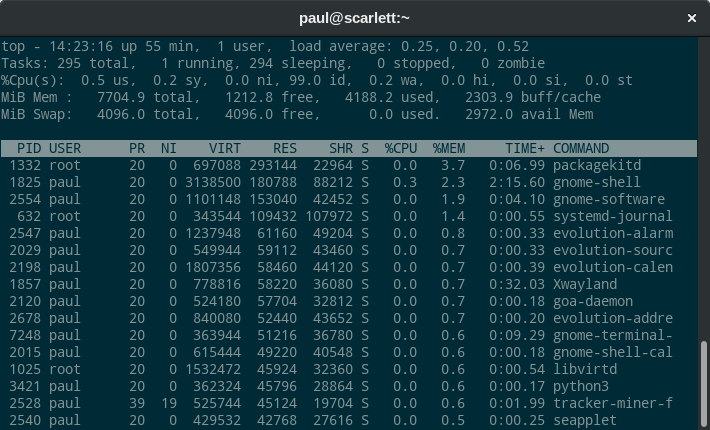 paul@scarlett:~
top - 14:23:16 up 55 min,  1 user,  load average: 0.25, 0.20, 0.52
Tasks: 295 total,   1 running, 294 sleeping,   0 stopped,   0 zombie
%Cpu(s):  0.5 us,  0.2 sy,  0.0 ni, 99.0 id,  0.2 wa,  0.0 hi,  0.0 si,  0.0 st
MiB Mem :   7704.9 total,   1212.8 free,   4188.2 used.   2303.9 buff/cache
MiB Swap:   4096.0 total,   4096.0 free,      0.0 used.   2972.0 avail Mem
PID USER      PR  NI    VIRT    RES    SHR S  %CPU  %MEM     TIME+ COMMAND
1332 root      20   0  697088 293144  22964 S   0.0   3.7   0:06.99 packagekitd
1825 paul      20   0 3138500 180788  88212 S   0.3   2.3   2:15.60 gnome-shell
2554 paul      20   0 1101148 153040  42452 S   0.0   1.9   0:04.10 gnome-software
632 root      20   0  343544 109432 107972 S   0.0   1.4   0:00.55 systemd-journal
2547 paul      20   0 1237948  61160  49204 S   0.0   0.8   0:00.33 evolution-alarm
2029 paul      20   0  549944  59112  43460 S   0.0   0.7   0:00.33 evolution-sourc
2198 paul      20   0 1807356  58460  44120 S   0.0   0.7   0:00.39 evolution-calen
1857 paul      20   0  778816  58220  36080 S   0.0   0.7   0:32.03 Xwayland
2120 paul      20   0  524180  57704  32812 S   0.0   0.7   0:00.18 goa-daemon
2678 paul      20   0  840080  52440  43652 S   0.0   0.7   0:00.20 evolution-addre
7248 paul      20   0  363944  51216  36780 S   0.0   0.6   0:09.29 gnome-terminal-
2015 paul      20   0  615444  49220  40548 S   0.0   0.6   0:00.18 gnome-shell-cal
1025 root      20   0 1532472  45924  32360 S   0.0   0.6   0:00.54 libvirtd
3421 paul      20   0  362324  45796  28864 S   0.0   0.6   0:00.17 python3
2528 paul      39  19  525744  45124  19704 S   0.0   0.6   0:01.99 tracker-miner-f
2540 paul      20   0  429532  42768  27616 S   0.0   0.5   0:00.25 seapplet